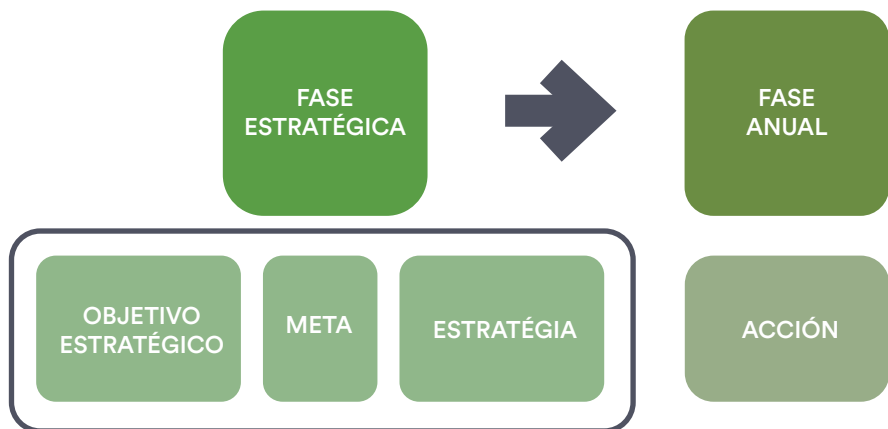 FASE
ESTRATÉGICA
FASE
ANUAL
OBJETIVO
ESTRATÉGICO
META
ESTRATÉGIA
ACCIÓN